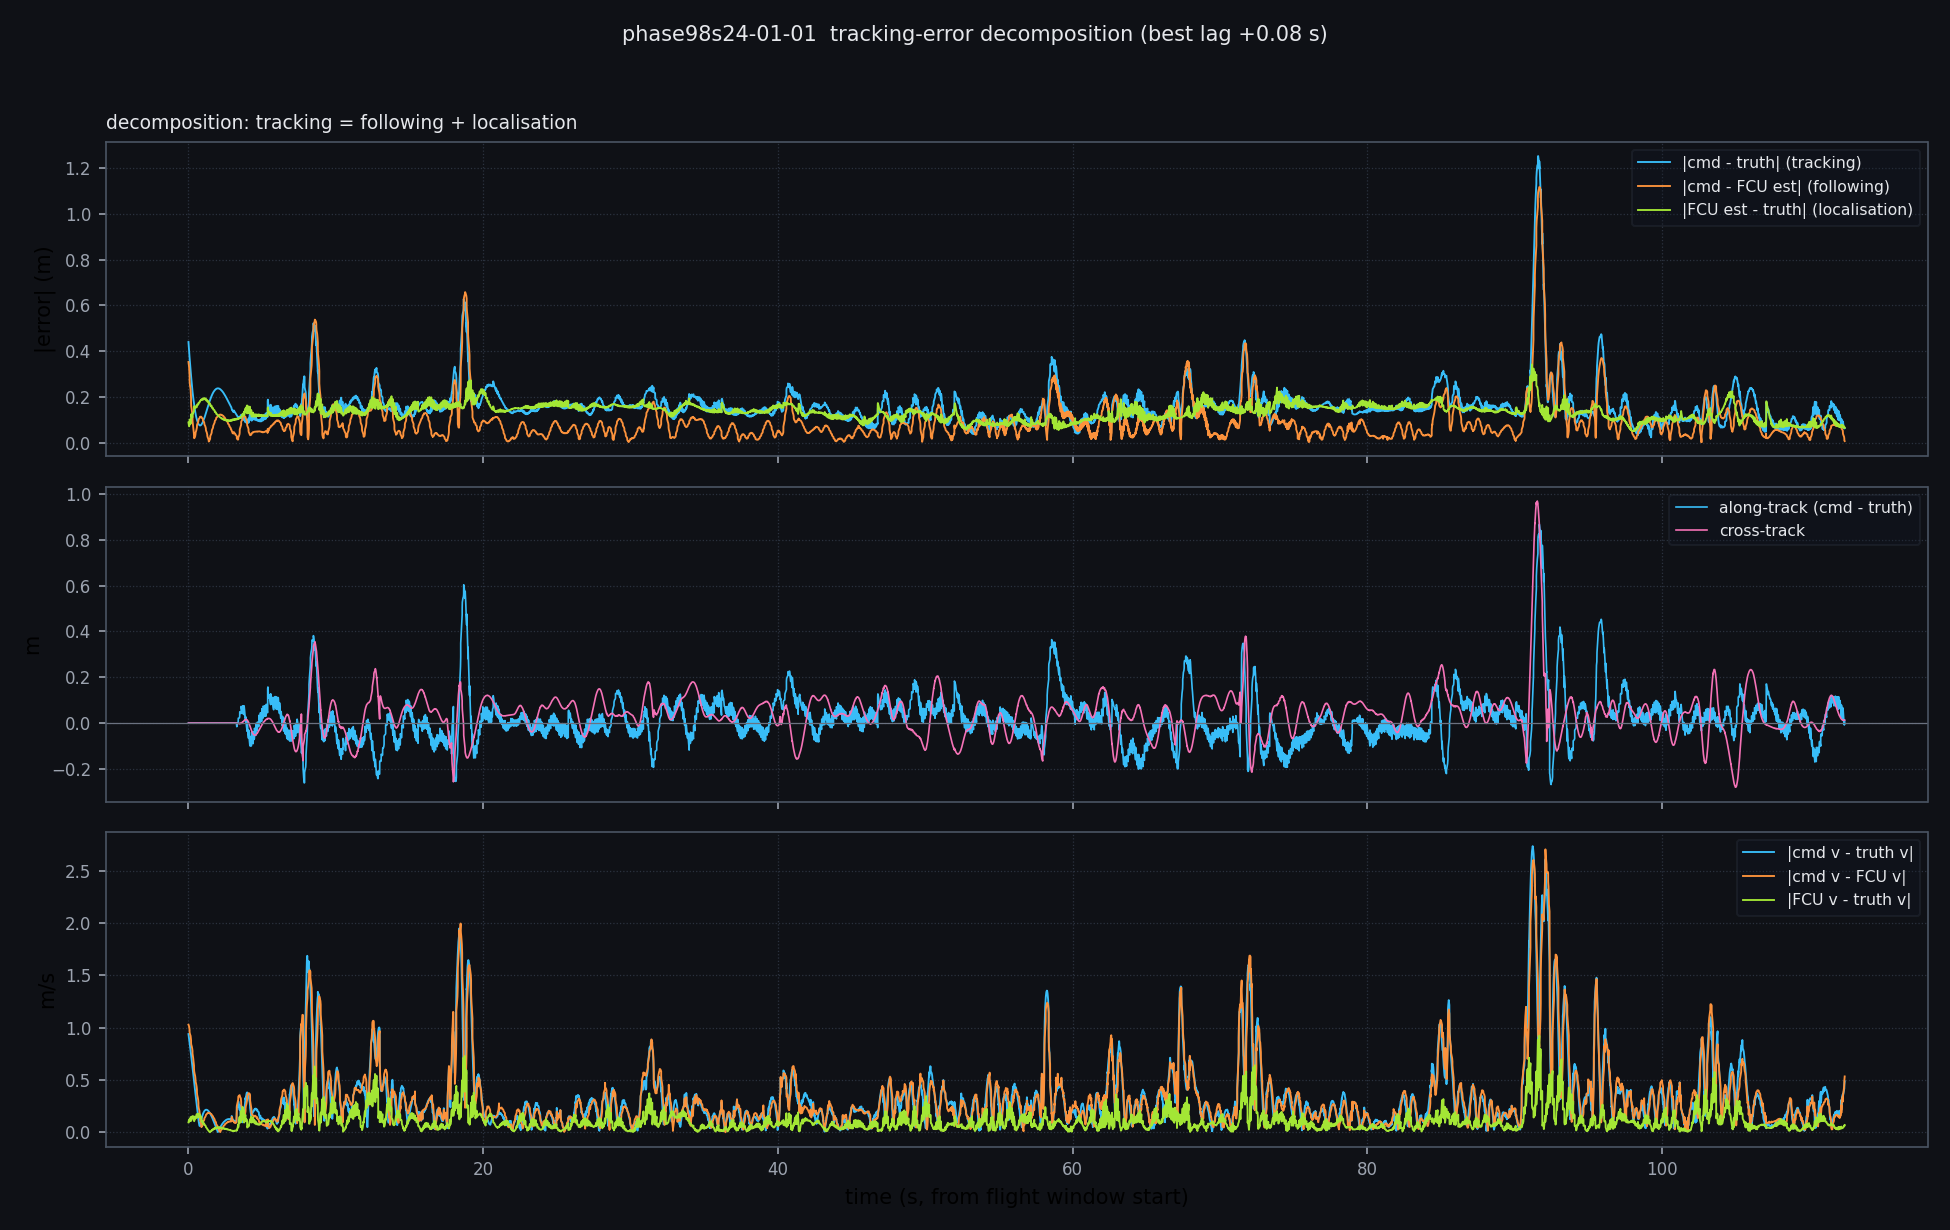 phase98s24-01-01  tracking-error decomposition (best lag +0.08 s)
decomposition: tracking = following + localisation
|error| (m)
1.2
1.0
0.8
0.6
0.4
0.2
0.0
|cmd - truth| (tracking)
|cmd - FCU est| (following)
|FCU est - truth| (localisation)
m
1.0
0.8
0.6
0.4
0.2
0.0
−0.2
along-track (cmd - truth)
cross-track
m/s
2.5
2.0
1.5
1.0
0.5
0.0
|cmd v - truth v|
|cmd v - FCU v|
|FCU v - truth v|
0
20
40
60
80
100
time (s, from flight window start)